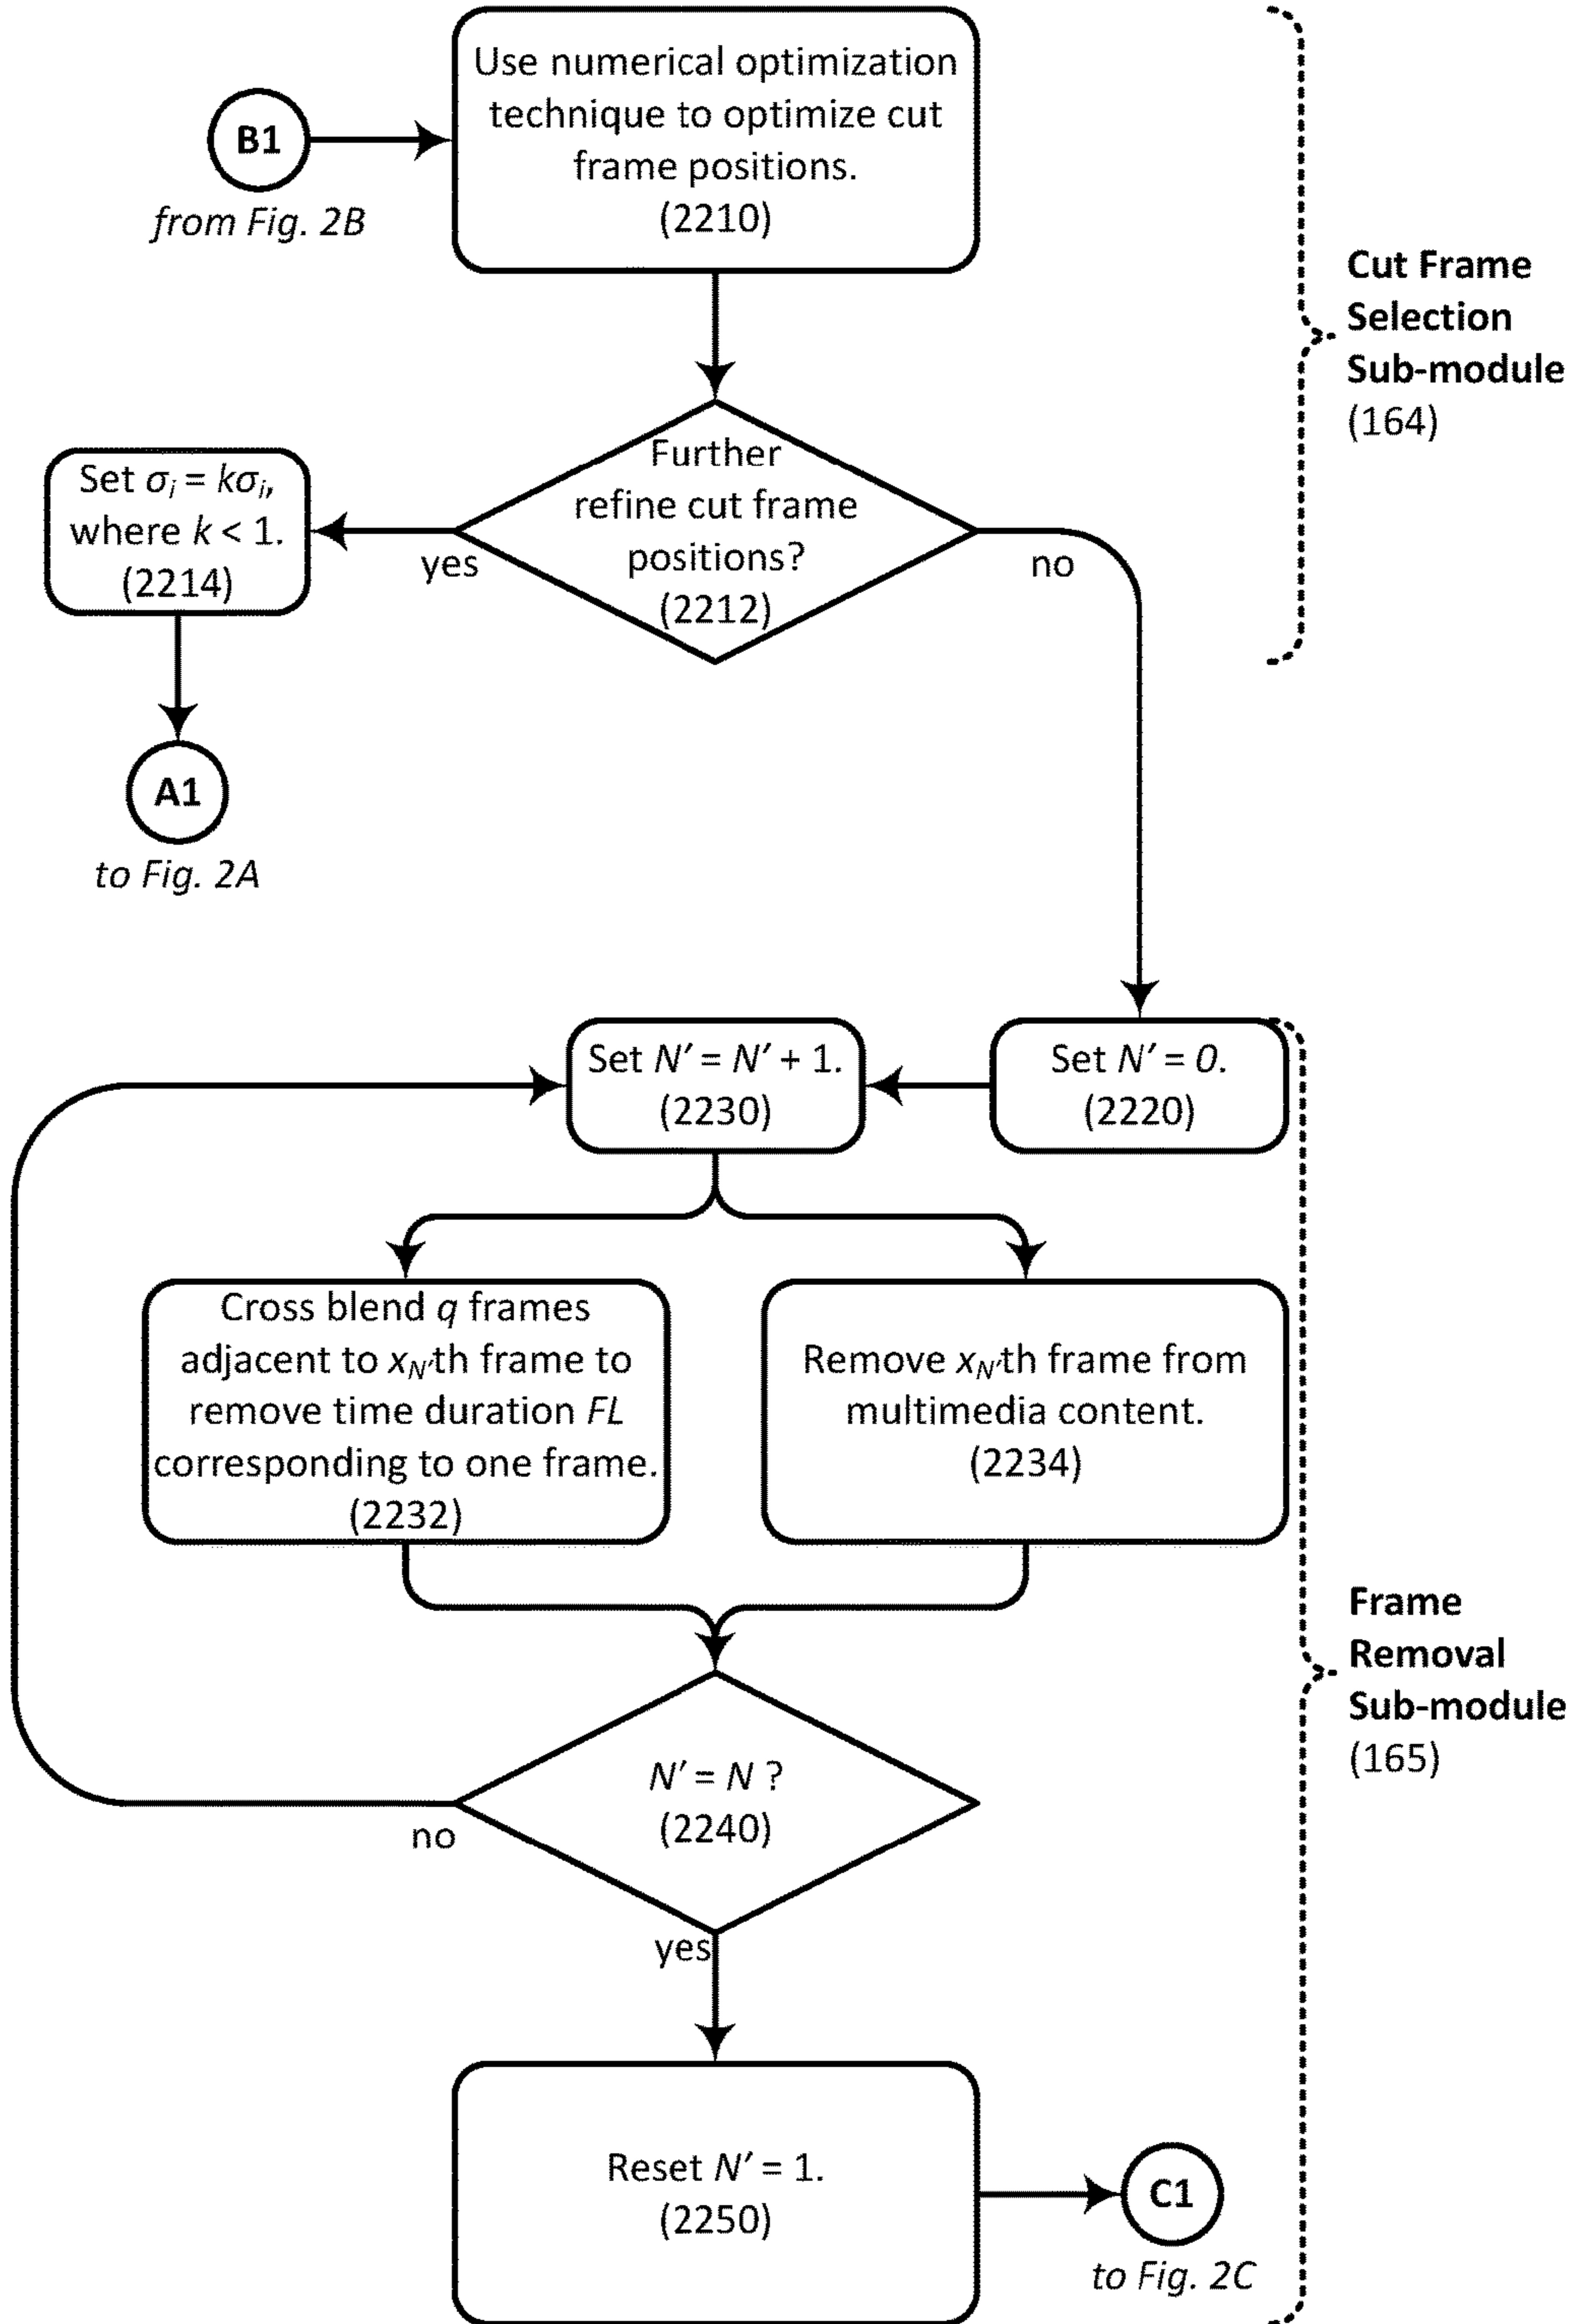 Use numerical optimization
technique to optimize cut
frame positions.
(2210)
B1
from Fig. 2B
Cut Frame
Selection
Sub-module
(164)
Further
refine cut frame
positions?
(2212)
yes
no
Set σi = kσi,
where k < 1.
(2214)
A1
to Fig. 2A
Set N′ = N′ + 1.
(2230)
Set N′ = 0.
(2220)
Cross blend q frames
adjacent to xN′th frame to
remove time duration FL
corresponding to one frame.
(2232)
Remove xN′th frame from
multimedia content.
(2234)
Frame
Removal
Sub-module
(165)
N′ = N ?
(2240)
no
yes
Reset N′ = 1.
(2250)
C1
to Fig. 2C